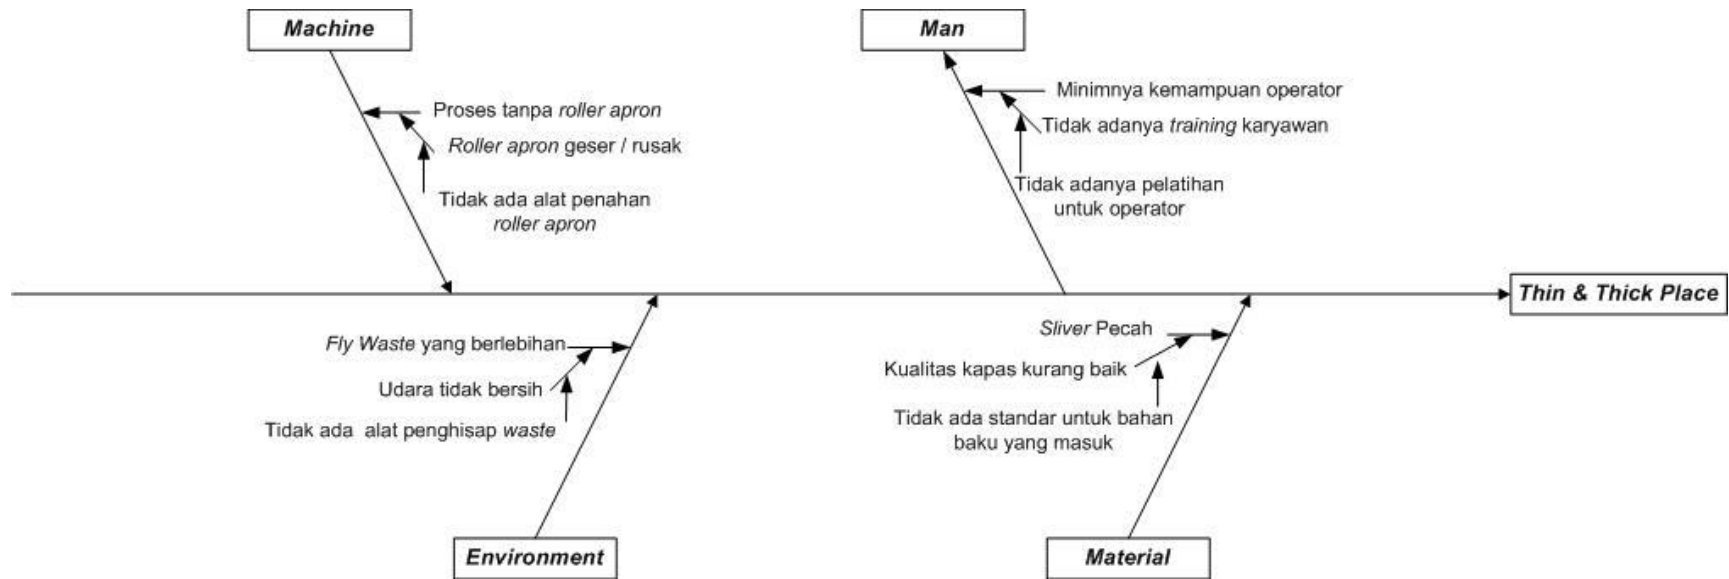 Machine
Man
Proses tanpa roller apron
Roller apron geser / rusak
Tidak ada alat penahan
roller apron
Minimnya kemampuan operator
Tidak adanya training karyawan
Tidak adanya pelatihan
untuk operator
Thin & Thick Place
Fly Waste yang berlebihan
Udara tidak bersih
Tidak ada alat penghisap waste
Sliver Pecah
Kualitas kapas kurang baik
Tidak ada standar untuk bahan
baku yang masuk
Environment
Material